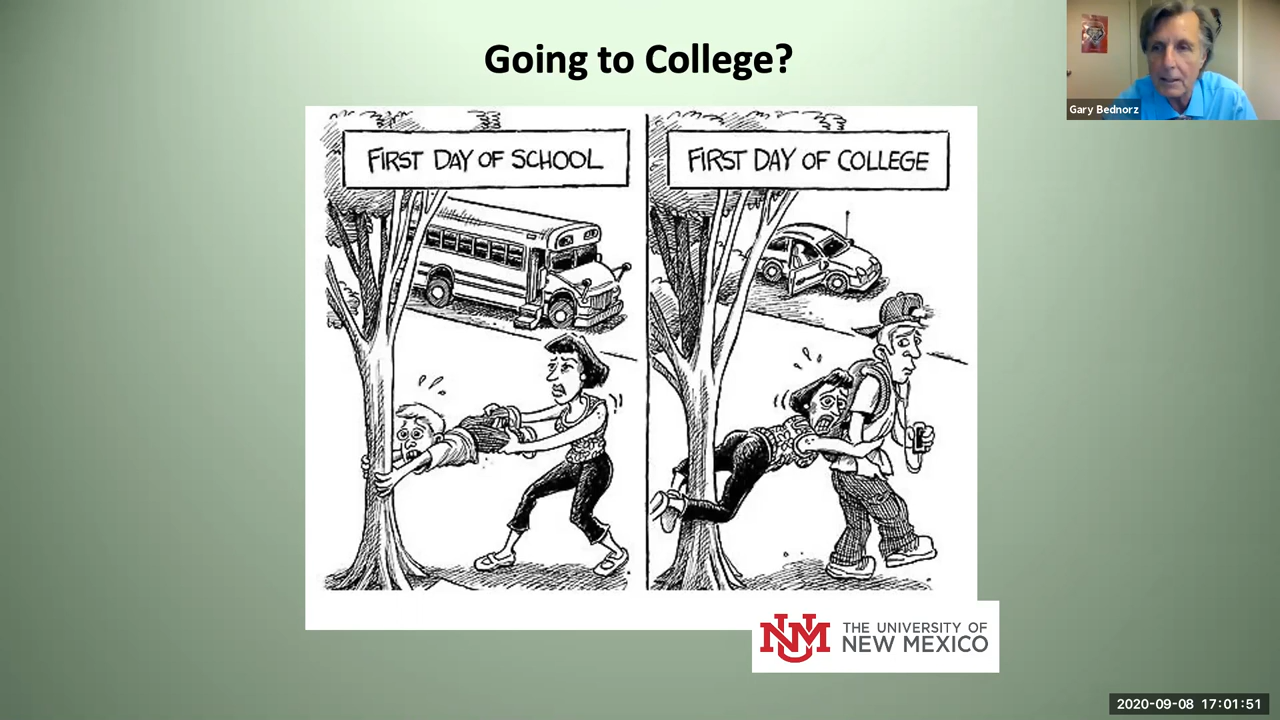 Going to College?
Gary Bednorz
FIRST DAY OF SCHOOL
FIRST DAY OF COLLEGE
UNM
THE UNIVERSITY OF
NEW MEXICO
2020-09-08 17:01:51